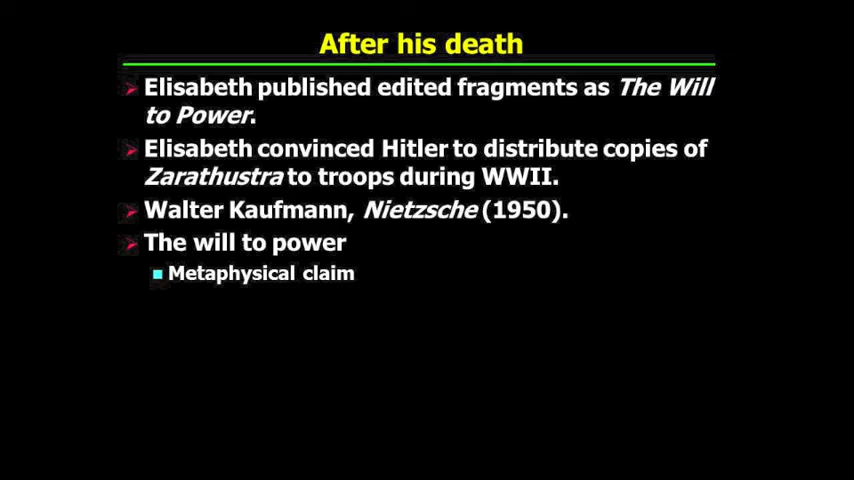 After his death
Elisabeth published edited fragments as The Will
to Power.
Elisabeth convinced Hitler to distribute copies of
Zarathustra to troops during WWII.
Walter Kaufmann, Nietzsche (1950).
The will to power
Metaphysical claim